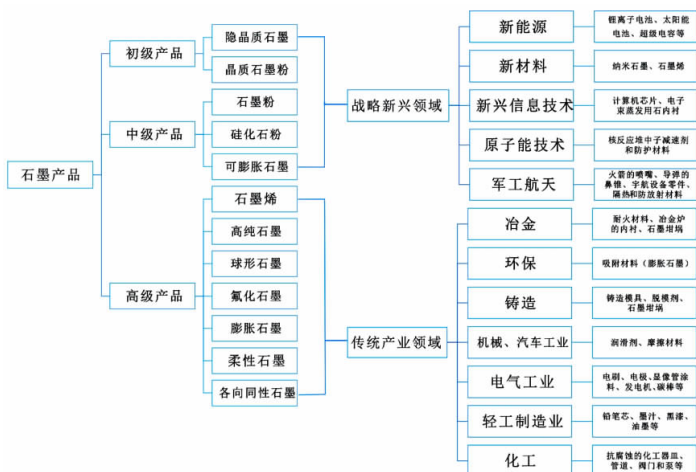 石墨产品
初级产品
隐晶质石墨
晶质石墨粉
中级产品
石墨粉
硅化石粉
可膨胀石墨
高级产品
石墨烯
高纯石墨
球形石墨
氟化石墨
膨胀石墨
柔性石墨
各向同性石墨
战略新兴领域
新能源
锂离子电池、太阳能
电池、超级电容等
新材料
纳米石墨、石墨烯
新兴信息技术
计算机芯片、电子
束蒸发用石内衬
原子能技术
核反应堆中子减速剂
和防护材料
军工航天
火箭的喷嘴、导弹的
鼻锥、宇航设备零件、
隔热和防放射材料
传统产业领域
冶金
耐火材料、冶金炉
的内衬、石墨坩埚
环保
吸附材料（膨胀石墨）
铸造
铸造模具、脱模剂、
石墨坩埚
机械、汽车工业
润滑剂、摩擦材料
电气工业
电刷、电极、显像管涂
料、发电机、碳棒等
轻工制造业
铅笔芯、墨汁、黑漆、
油墨等
化工
抗腐蚀的化工器皿、
管道、阀门和泵等